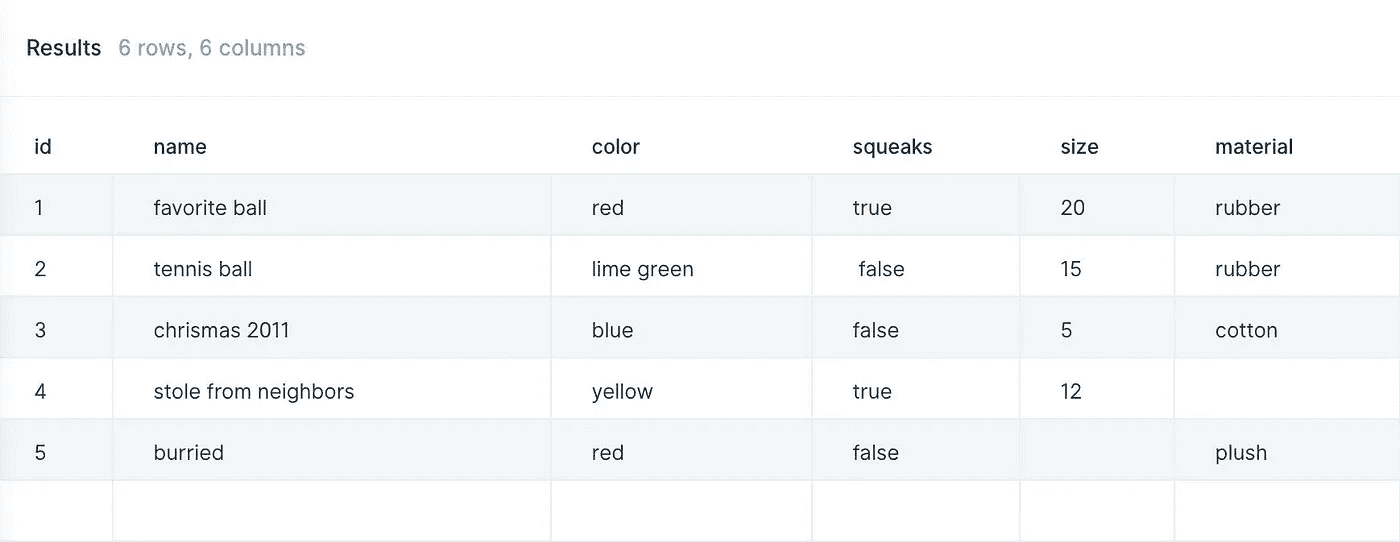 Results 6 rows, 6 columns
id name color squeaks size material
1 favorite ball red true 20 rubber
2 tennis ball lime green false 15 rubber
3 chrismas 2011 blue false 5 cotton
4 stole from neighbors yellow true 12
5 burried red false plush